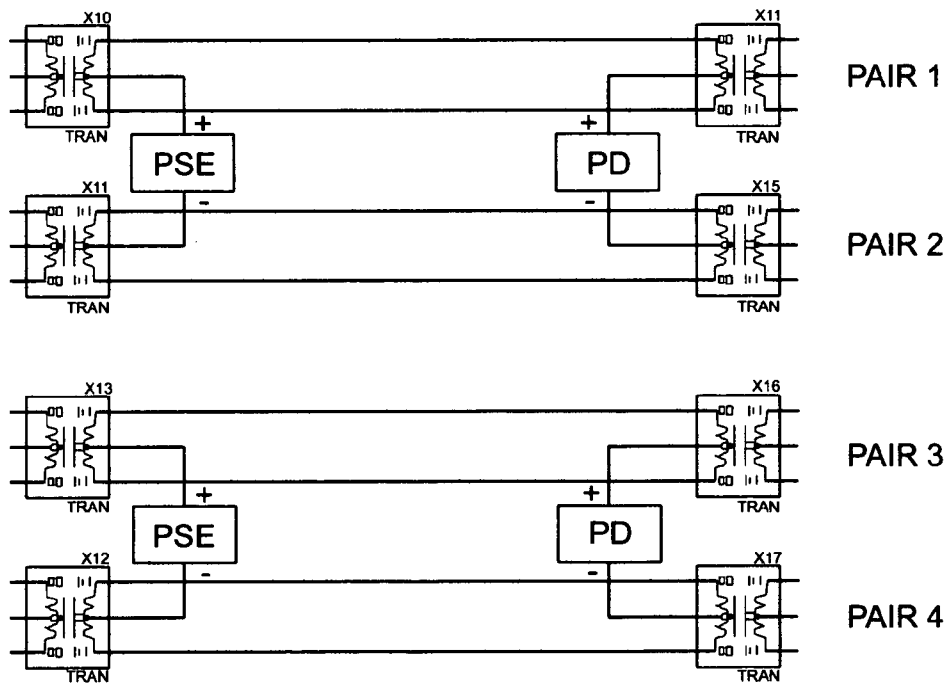 X10 X11
PAIR 1
TRAN + + TRAN
PSE PD
X11 - - X15
PAIR 2
TRAN TRAN
X13 X16
PAIR 3
TRAN + + TRAN
PSE PD
X12 - - X17
PAIR 4
TRAN TRAN